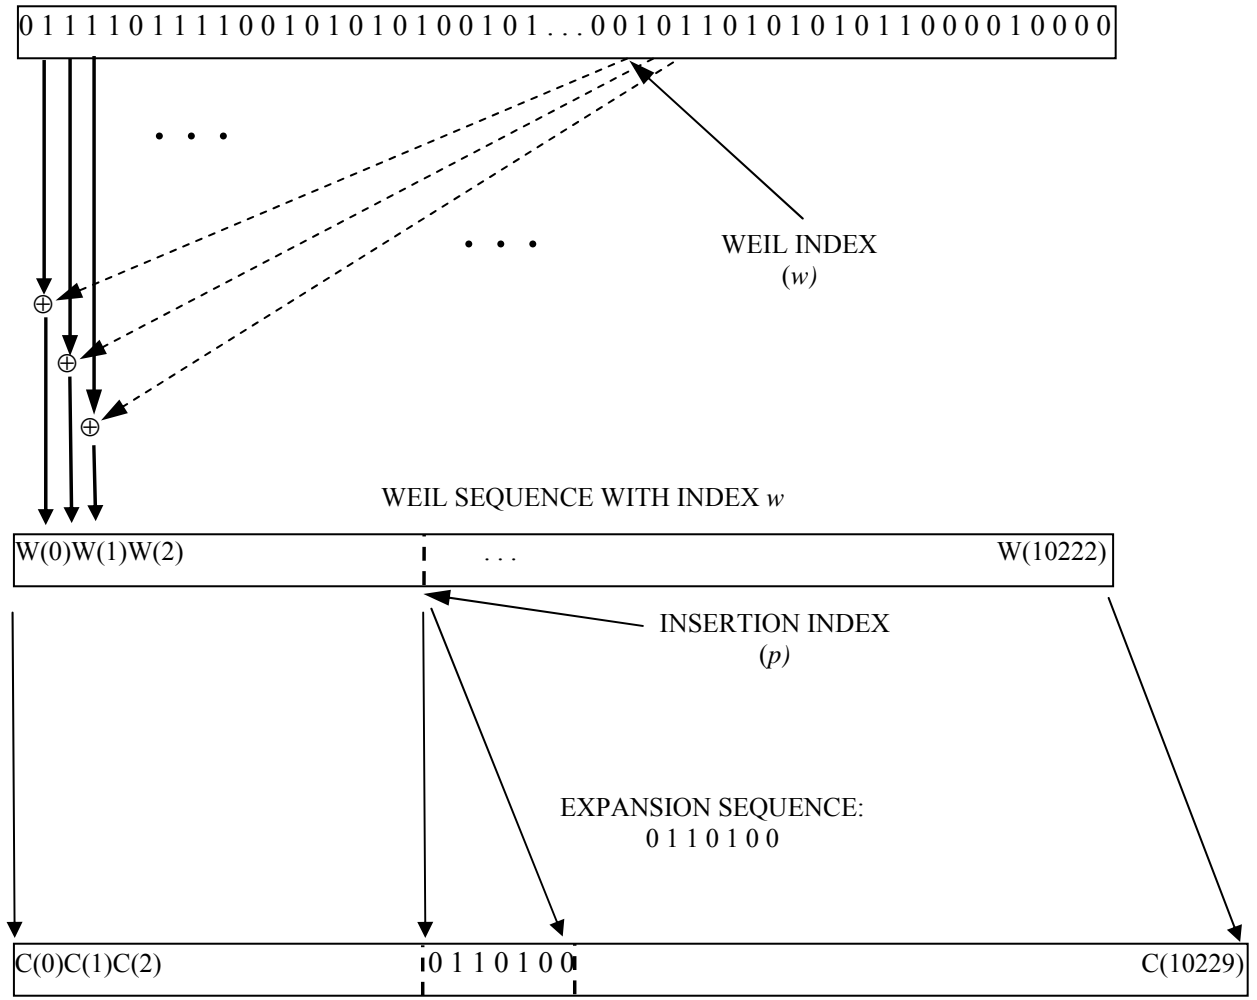 0 1 1 1 1 0 1 1 1 1 0 0 1 0 1 0 1 0 1 0 0 1 0 1 . . . 0 0 1 0 1 1 0 1 0 1 0 1 0 1 1 0 0 0 0 1 0 0 0 0
. . .
. . .
WEIL INDEX
(w)
⊕
⊕
⊕
WEIL SEQUENCE WITH INDEX w
W(0)W(1)W(2) . . . W(10222)
INSERTION INDEX
(p)
EXPANSION SEQUENCE:
0 1 1 0 1 0 0
C(0)C(1)C(2) 0 1 1 0 1 0 0 C(10229)